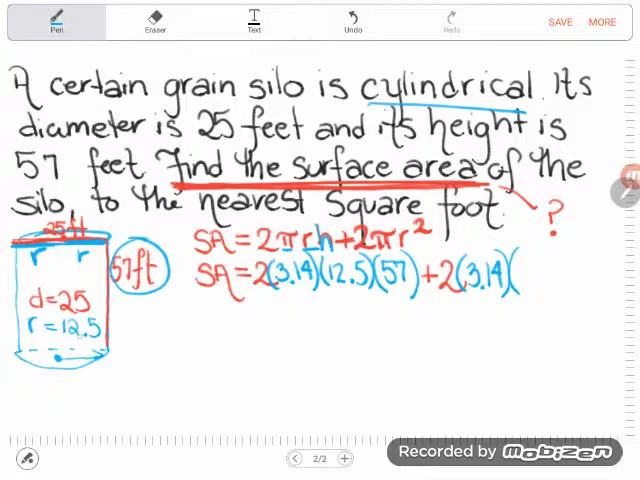 Pen
Eraser
Text
Undo
Redo
SAVE
MORE
A certain grain silo is cylindrical. Its
diameter is 25 feet and its height is
57 feet. Find the surface area of the
silo, to the nearest square foot.
?
25ft
r r
57ft
d=25
r=12.5
SA = 2πrh+2πr²
SA = 2(3.14)(12.5)(57) + 2(3.14)(
2/2
Recorded by mobizen